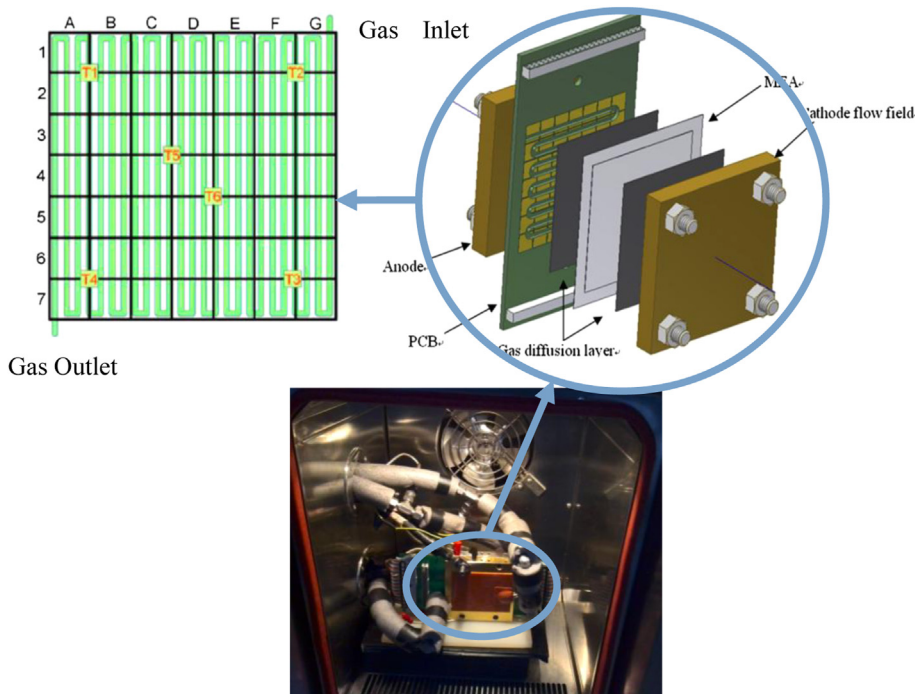 Gas Inlet
A B C D E F G
1
T1 T2
2
3
T5
4
T6
5
6
T4 T3
7
Gas Outlet
MEA
Cathode flow field
Anode
PCB
Gas diffusion layer